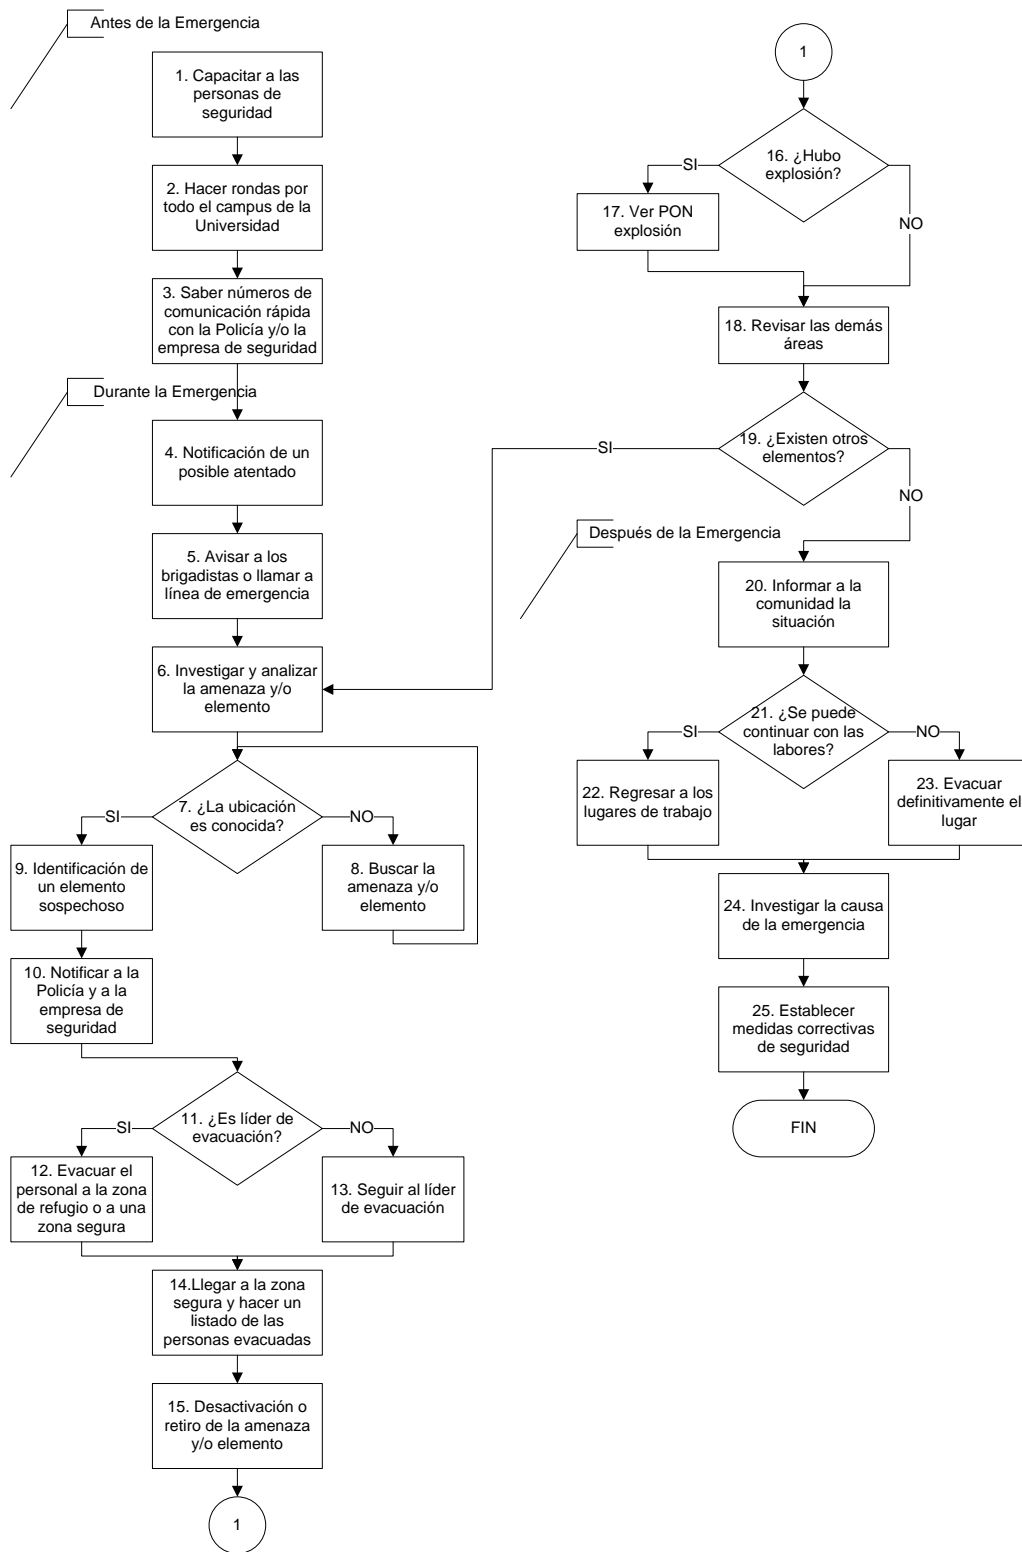 Antes de la Emergencia
1. Capacitar a las
personas de
seguridad
2. Hacer rondas por
todo el campus de la
Universidad
3. Saber números de
comunicación rápida
con la Policía y/o la
empresa de seguridad
Durante la Emergencia
4. Notificación de un
posible atentado
5. Avisar a los
brigadistas o llamar a
línea de emergencia
6. Investigar y analizar
la amenaza y/o
elemento
7. ¿La ubicación
es conocida?
SI
NO
9. Identificación de
un elemento
sospechoso
8. Buscar la
amenaza y/o
elemento
10. Notificar a la
Policía y a la
empresa de
seguridad
11. ¿Es líder de
evacuación?
SI
NO
12. Evacuar el
personal a la zona
de refugio o a una
zona segura
13. Seguir al líder
de evacuación
14.Llegar a la zona
segura y hacer un
listado de las
personas evacuadas
15. Desactivación o
retiro de la amenaza
y/o elemento
1
1
16. ¿Hubo
explosión?
SI
NO
17. Ver PON
explosión
18. Revisar las demás
áreas
19. ¿Existen otros
elementos?
SI
NO
Después de la Emergencia
20. Informar a la
comunidad la
situación
21. ¿Se puede
continuar con las
labores?
SI
NO
22. Regresar a los
lugares de trabajo
23. Evacuar
definitivamente el
lugar
24. Investigar la causa
de la emergencia
25. Establecer
medidas correctivas
de seguridad
FIN